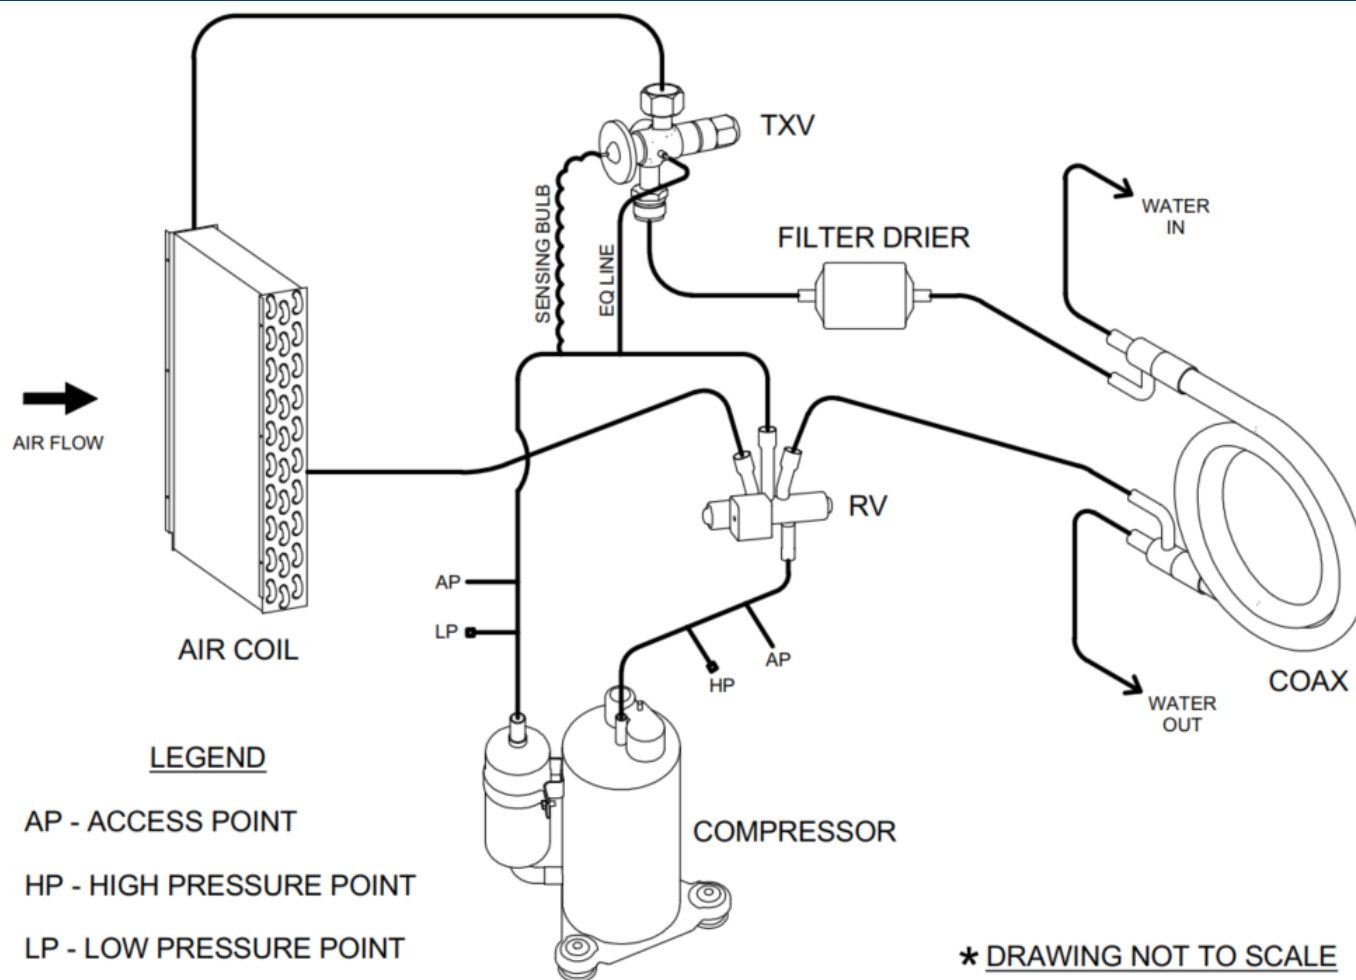 TXV
WATER
IN
FILTER DRIER
SENSING BULB
EQ LINE
AIR FLOW
RV
AP
LP
AP
HP
AIR COIL
COAX
WATER
OUT
LEGEND
AP - ACCESS POINT
COMPRESSOR
HP - HIGH PRESSURE POINT
LP - LOW PRESSURE POINT
* DRAWING NOT TO SCALE